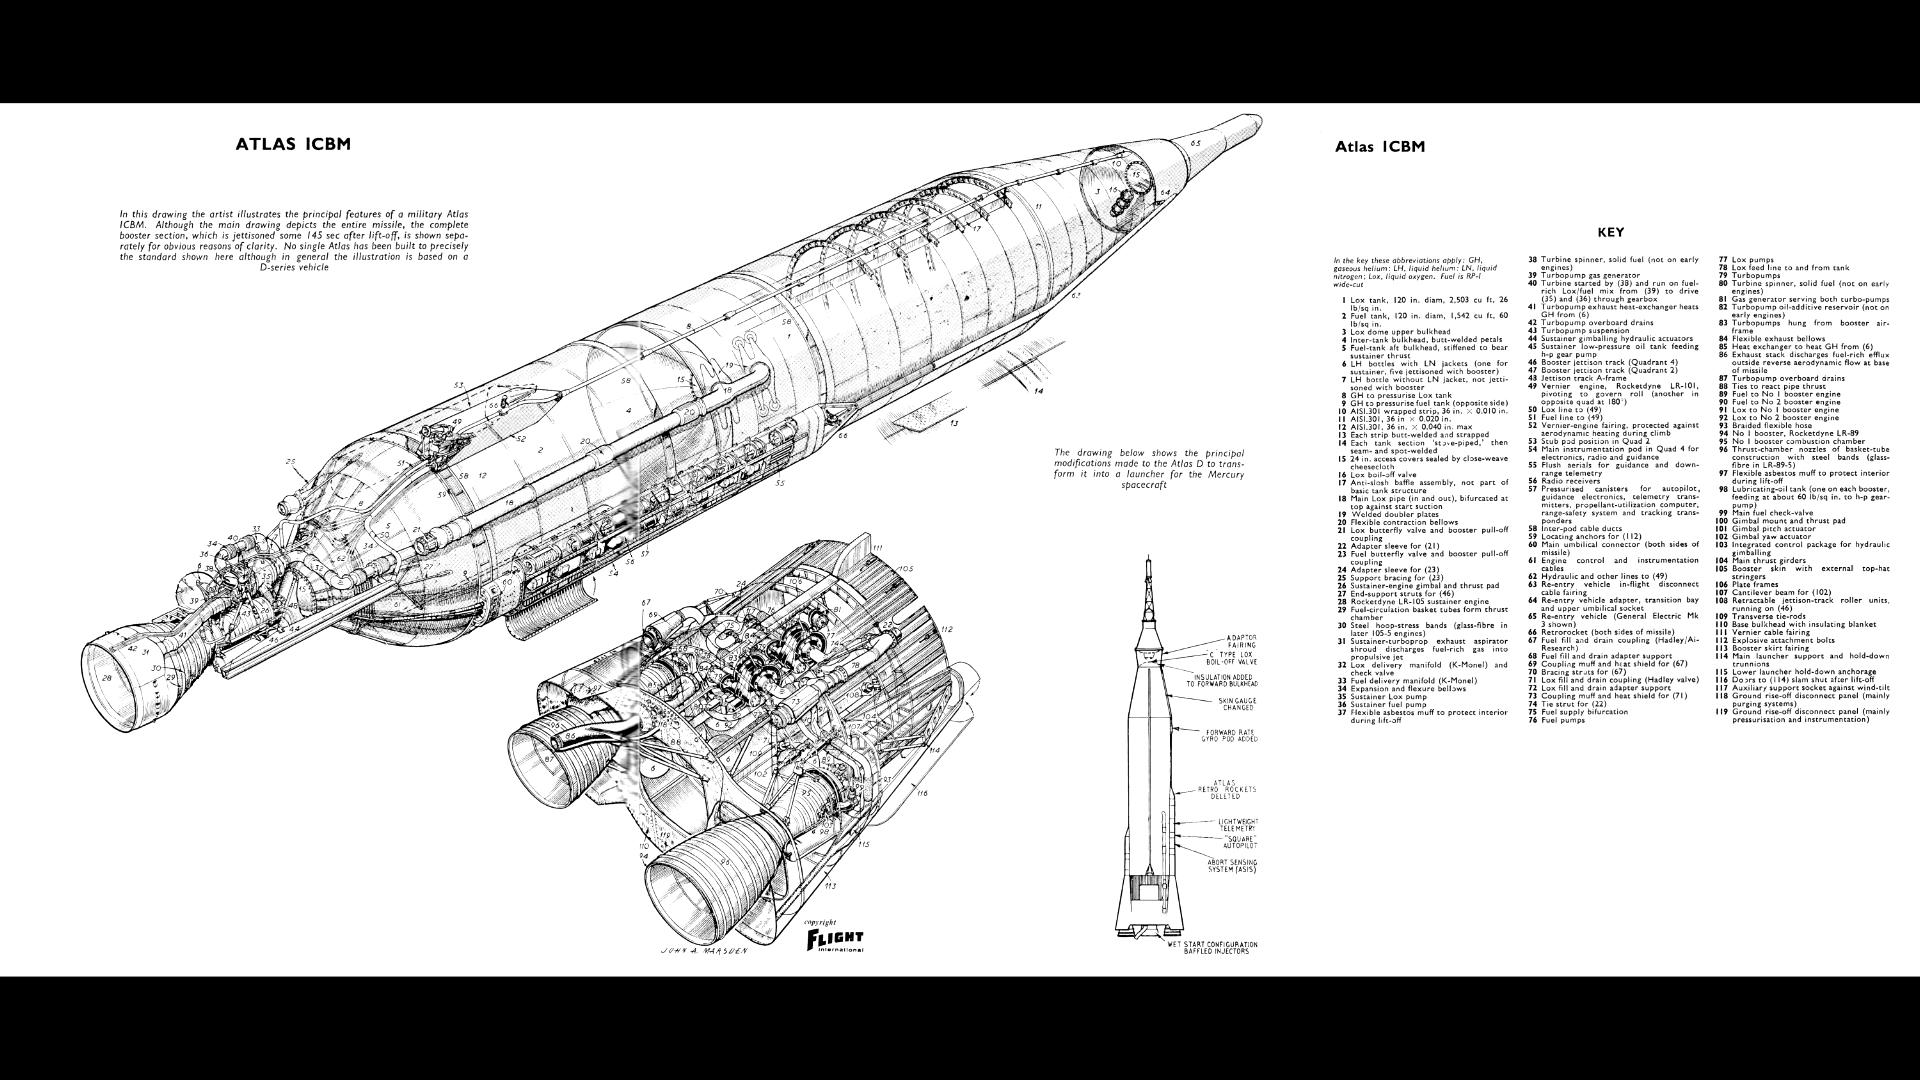 ATLAS ICBM
In this drawing the artist illustrates the principal features of a military Atlas
ICBM. Although the main drawing depicts the entire missile, the complete
booster section, which is jettisoned some 145 sec after lift-off, is shown sepa-
rately for obvious reasons of clarity. No single Atlas has been built to precisely
the standard shown here although in general the illustration is based on a
D-series vehicle
The drawing below shows the principal
modifications made to the Atlas D to trans-
form it into a launcher for the Mercury
spacecraft
ADAPTOR
FAIRING
"C" TYPE LOX
BOIL-OFF VALVE
INSULATION ADDED
TO FORWARD BULKHEAD
SKIN GAUGE
CHANGED
FORWARD RATE
GYRO POD ADDED
ATLAS
RETRO ROCKETS
DELETED
LIGHTWEIGHT
TELEMETRY
"SQUARE"
AUTOPILOT
ABORT SENSING
SYSTEM (ASIS)
WET START CONFIGURATION
BAFFLED INJECTORS
copyright
FLIGHT
International
JOHN A. MARSDEN
Atlas ICBM
KEY
In the key these abbreviations apply: GH,
gaseous helium; LH, liquid helium; LN, liquid
nitrogen; Lox, liquid oxygen. Fuel is RP-1
wide-cut
1 Lox tank, 120 in. diam, 2,503 cu ft, 26
lb/sq in.
2 Fuel tank, 120 in. diam, 1,542 cu ft, 60
lb/sq in.
3 Lox dome upper bulkhead
4 Inter-tank bulkhead, butt-welded petals
5 Fuel-tank aft bulkhead, stiffened to bear
sustainer thrust
6 LH bottles with LN jackets (one for
sustainer, five jettisoned with booster)
7 LH bottle without LN jacket, not jetti-
soned with booster
8 GH to pressurise Lox tank
9 GH to pressurise fuel tank (opposite side)
10 AISI.301 wrapped strip, 36 in. × 0.010 in.
11 AISI.301, 36 in. × 0.020 in.
12 AISI.301, 36 in. × 0.040 in. max
13 Each strip butt-welded and strapped
14 Each tank section 'stove-piped,' then
seam- and spot-welded
15 24 in. access covers sealed by close-weave
cheesecloth
16 Lox boil-off valve
17 Anti-slosh baffle assembly, not part of
basic tank structure
18 Main Lox pipe (in and out), bifurcated at
top against start suction
19 Welded doubler plates
20 Flexible contraction bellows
21 Lox butterfly valve and booster pull-off
coupling
22 Adapter sleeve for (21)
23 Fuel butterfly valve and booster pull-off
coupling
24 Adapter sleeve for (23)
25 Support bracing for (23)
26 Sustainer-engine gimbal and thrust pad
27 End-support struts for (46)
28 Rocketdyne LR-105 sustainer engine
29 Fuel-circulation basket tubes form thrust
chamber
30 Steel hoop-stress bands (glass-fibre in
later 105-5 engines)
31 Sustainer-turboprop exhaust aspirator
shroud discharges fuel-rich gas into
propulsive jet
32 Lox delivery manifold (K-Monel) and
check valve
33 Fuel delivery manifold (K-Monel)
34 Expansion and flexure bellows
35 Sustainer Lox pump
36 Sustainer fuel pump
37 Flexible asbestos muff to protect interior
during lift-off
38 Turbine spinner, solid fuel (not on early
engines)
39 Turbopump gas generator
40 Turbine started by (38) and run on fuel-
rich Lox/fuel mix from (39) to drive
(35) and (36) through gearbox
41 Turbopump exhaust heat-exchanger heats
GH from (6)
42 Turbopump overboard drains
43 Turbopump suspension
44 Sustainer gimballing hydraulic actuators
45 Sustainer low-pressure oil tank feeding
h-p gear pump
46 Booster jettison track (Quadrant 4)
47 Booster jettison track (Quadrant 2)
48 Jettison track A-frame
49 Vernier engine, Rocketdyne LR-101,
pivoting to govern roll (another in
opposite quad at 180°)
50 Lox line to (49)
51 Fuel line to (49)
52 Vernier-engine fairing, protected against
aerodynamic heating during climb
53 Stub pod position in Quad 2
54 Main instrumentation pod in Quad 4 for
electronics, radio and guidance
55 Flush aerials for guidance and down-
range telemetry
56 Radio receivers
57 Pressurised canisters for autopilot,
guidance electronics, telemetry trans-
mitters, propellant-utilization computer,
range-safety system and tracking trans-
ponders
58 Inter-pod cable ducts
59 Locating anchors for (112)
60 Main umbilical connector (both sides of
missile)
61 Engine control and instrumentation
cables
62 Hydraulic and other lines to (49)
63 Re-entry vehicle in-flight disconnect
cable fairing
64 Re-entry vehicle adapter, transition bay
and upper umbilical socket
65 Re-entry vehicle (General Electric Mk
3 shown)
66 Retrorocket (both sides of missile)
67 Fuel fill and drain coupling (Hadley/Ai-
Research)
68 Fuel fill and drain adapter support
69 Coupling muff and heat shield for (67)
70 Bracing struts for (67)
71 Lox fill and drain coupling (Hadley valve)
72 Lox fill and drain adapter support
73 Coupling muff and heat shield for (71)
74 Tie strut for (22)
75 Fuel supply bifurcation
76 Fuel pumps
77 Lox pumps
78 Lox feed line to and from tank
79 Turbopumps
80 Turbine spinner, solid fuel (not on early
engines)
81 Gas generator serving both turbo-pumps
82 Turbopump oil-additive reservoir (not on
early engines)
83 Turbopumps hung from booster air-
frame
84 Flexible exhaust bellows
85 Heat exchanger to heat GH from (6)
86 Exhaust stack discharges fuel-rich efflux
outside reverse aerodynamic flow at base
of missile
87 Turbopump overboard drains
88 Ties to react pipe thrust
89 Fuel to No 1 booster engine
90 Fuel to No 2 booster engine
91 Lox to No 1 booster engine
92 Lox to No 2 booster engine
93 Braided flexible hose
94 No 1 booster, Rocketdyne LR-89
95 No 1 booster combustion chamber
96 Thrust-chamber nozzles of basket-tube
construction with steel bands (glass-
fibre in LR-89-5)
97 Flexible asbestos muff to protect interior
during lift-off
98 Lubricating-oil tank (one on each booster,
feeding at about 60 lb/sq in. to h-p gear-
pump)
99 Main fuel check-valve
100 Gimbal mount and thrust pad
101 Gimbal pitch actuator
102 Gimbal yaw actuator
103 Integrated control package for hydraulic
gimballing
104 Main thrust girders
105 Booster skin with external top-hat
stringers
106 Plate frames
107 Cantilever beam for (102)
108 Retractable jettison-track roller units,
running on (46)
109 Transverse tie-rods
110 Base bulkhead with insulating blanket
111 Vernier cable fairing
112 Explosive attachment bolts
113 Booster skirt fairing
114 Main launcher support and hold-down
trunnions
115 Lower launcher hold-down anchorage
116 Doors to (114) slam shut after lift-off
117 Auxiliary support socket against wind-tilt
118 Ground rise-off disconnect panel (mainly
purging systems)
119 Ground rise-off disconnect panel (mainly
pressurisation and instrumentation)